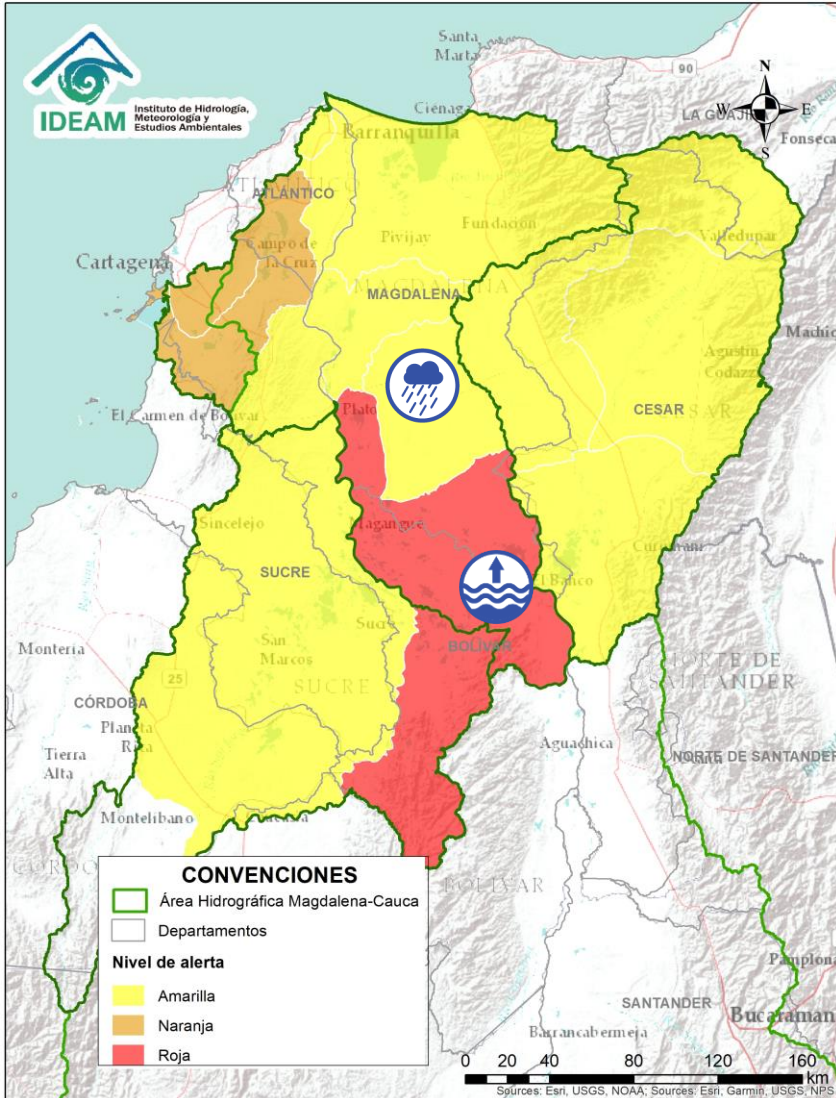 Santa
Marta
90
N
W
E
S
IDEAM
Instituto de Hidrología,
Meteorología y
Estudios Ambientales
Ciénaga
LA GUAJIR
Fonseca
Barranquilla
ATLÁNTICO
Valledupar
Fundación
Pivijay
Campo de
la Cruz
Cartagena
MAGDALENA
Agustín
Codazzi
CESAR
El Carmen de Bolívar
Plato
Sincelejo
Magangué
SUCRE
El Banco
Sucre
BOLÍVAR
San
Marcos
SUCRE
Montería
25
NORTE DE
SANTANDER
CÓRDOBA
Planeta
Rica
Tierra
Alta
Aguachica
NORTE DE SANTANDER
Montelíbano
BOLÍVAR
CONVENCIONES
Área Hidrográfica Magdalena-Cauca
Departamentos
Nivel de alerta
Amarilla
Naranja
Roja
Pamplona
SANTANDER
Bucaraman
Barrancabermeja
0 20 40 80 120 160
km
Sources: Esri, USGS, NOAA; Sources: Esri, Garmin, USGS, NPS